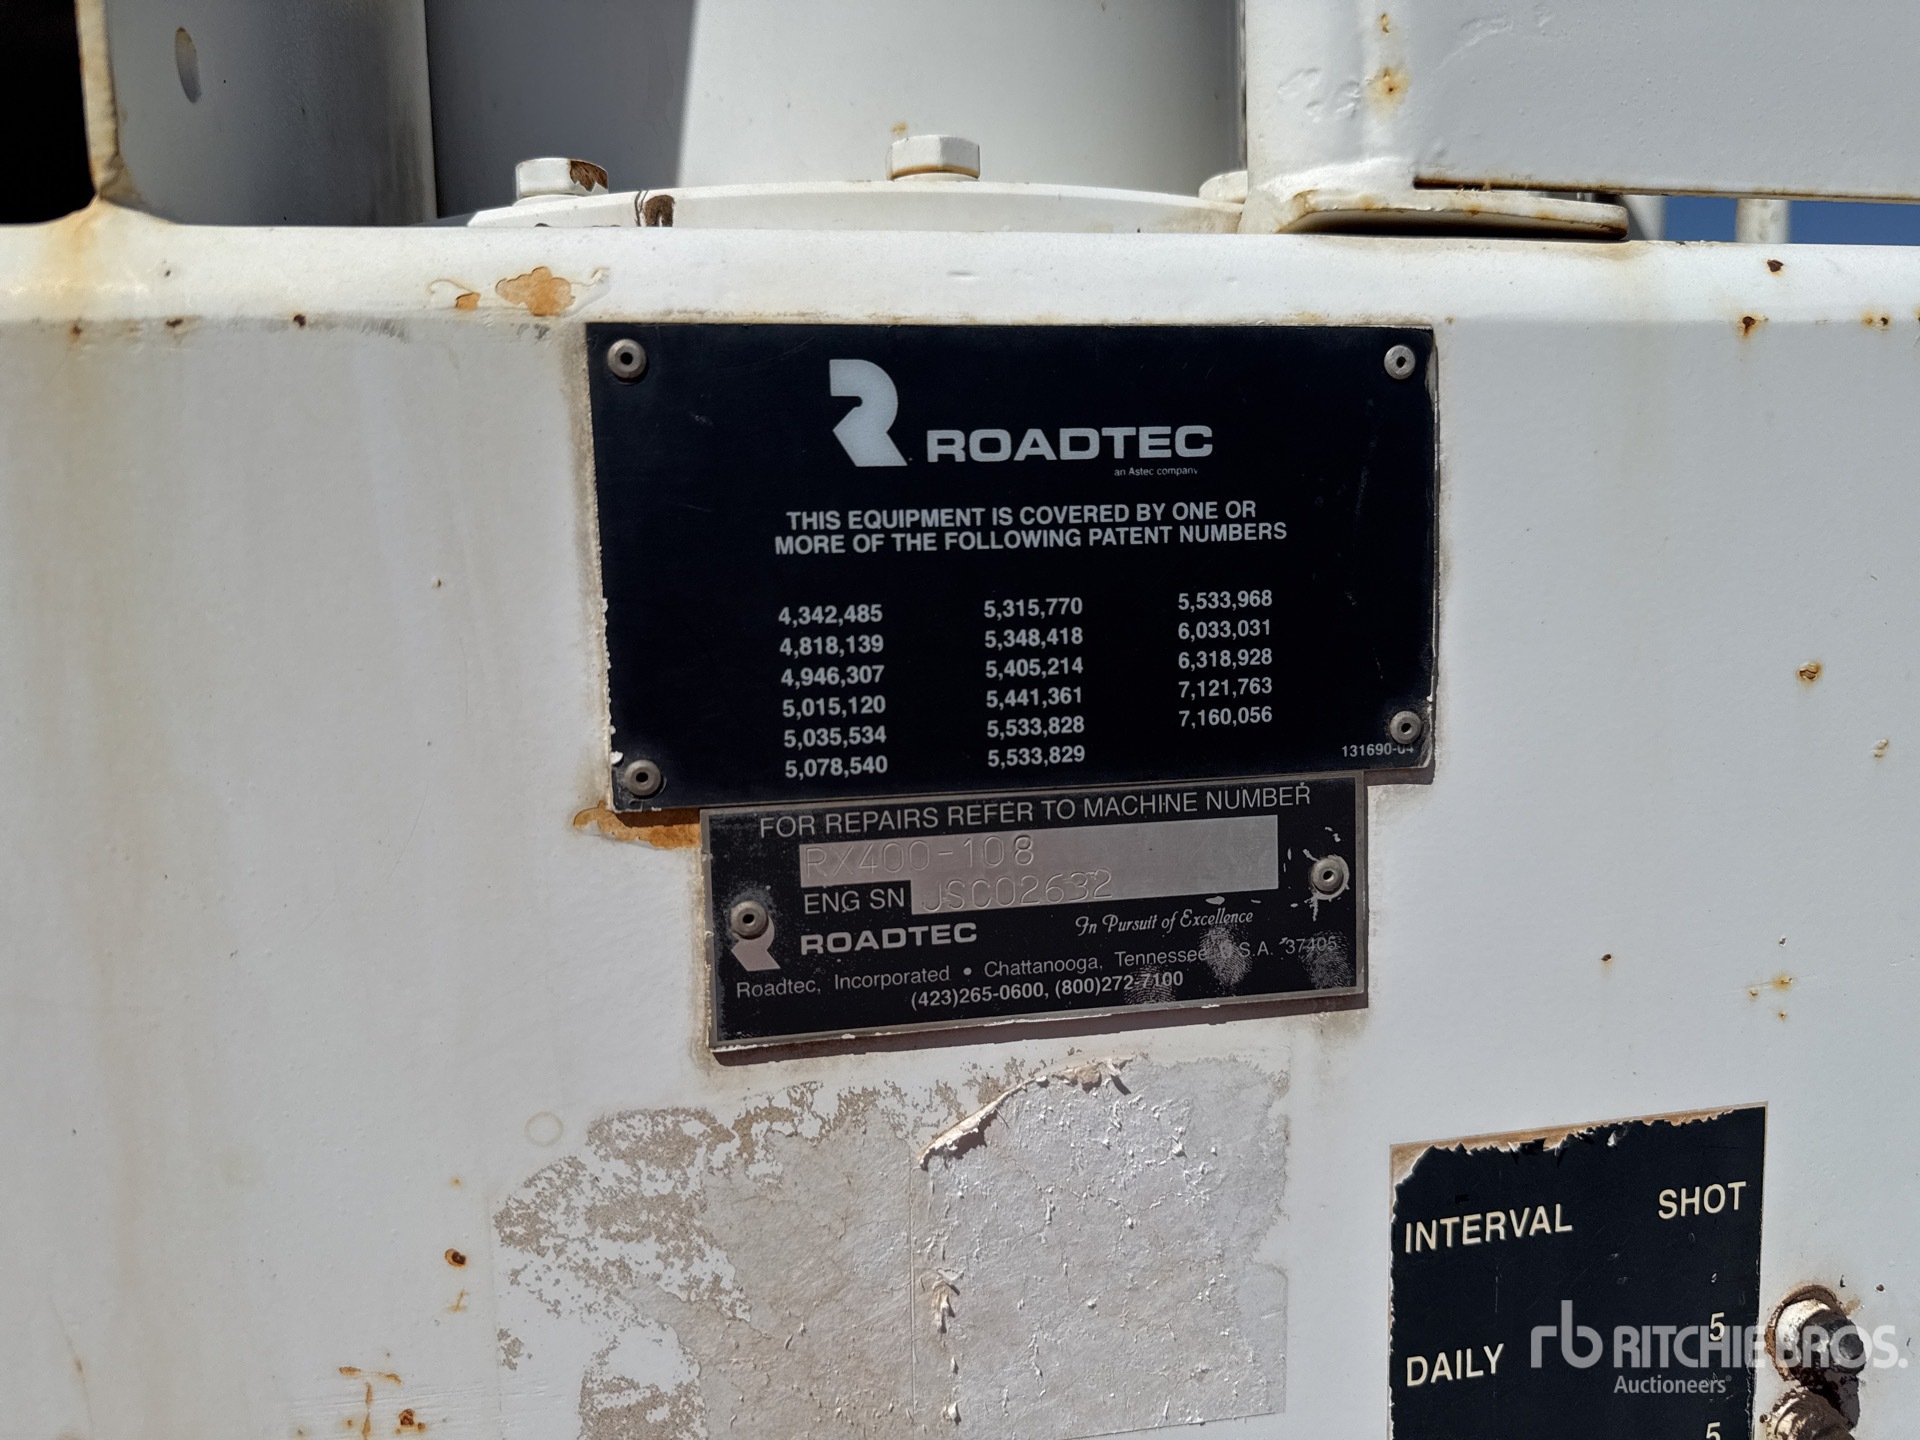 ROADTEC
an Astec company
THIS EQUIPMENT IS COVERED BY ONE OR
MORE OF THE FOLLOWING PATENT NUMBERS
4,342,485 5,315,770 5,533,968
4,818,139 5,348,418 6,033,031
4,946,307 5,405,214 6,318,928
5,015,120 5,441,361 7,121,763
5,035,534 5,533,828 7,160,056
5,078,540 5,533,829
131690-04
FOR REPAIRS REFER TO MACHINE NUMBER
RX400-108
ENG SN JSC02632
ROADTEC In Pursuit of Excellence
Roadtec, Incorporated • Chattanooga, Tennessee U.S.A. 37405
(423)265-0600, (800)272-7100
INTERVAL SHOT
DAILY 5
5
rb RITCHIE BROS.
Auctioneers